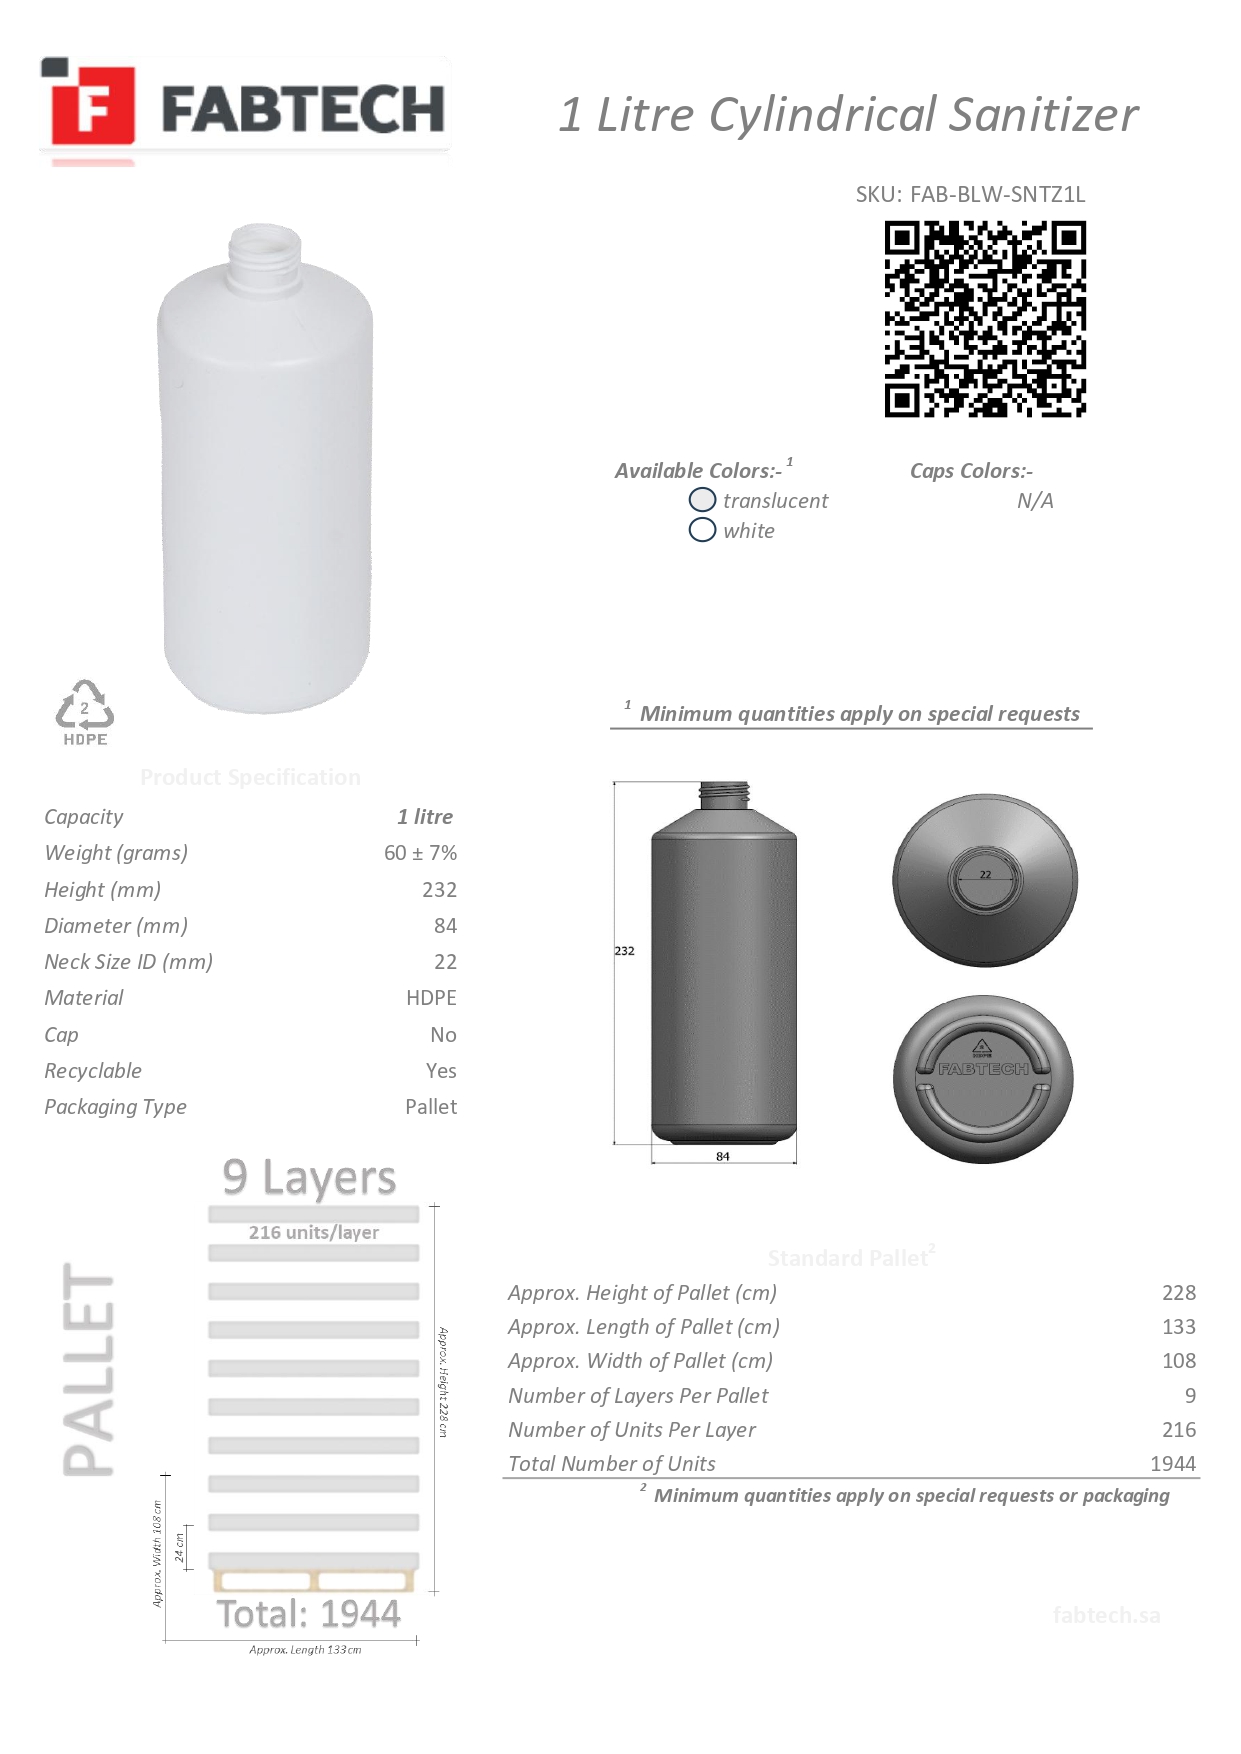 F FABTECH
1 Litre Cylindrical Sanitizer
SKU: FAB-BLW-SNTZ1L
Available Colors:- 1
translucent
white
Caps Colors:-
N/A
2
HDPE
1 Minimum quantities apply on special requests
Product Specification
Capacity 1 litre
Weight (grams) 60 ± 7%
Height (mm) 232
Diameter (mm) 84
Neck Size ID (mm) 22
Material HDPE
Cap No
Recyclable Yes
Packaging Type Pallet
232
84
22
FABTECH
PALLET
9 Layers
216 units/layer
Approx. Height 228 cm
Approx. Width 108 cm
24 cm
Total: 1944
Approx. Length 133 cm
Standard Pallet2
Approx. Height of Pallet (cm) 228
Approx. Length of Pallet (cm) 133
Approx. Width of Pallet (cm) 108
Number of Layers Per Pallet 9
Number of Units Per Layer 216
Total Number of Units 1944
2 Minimum quantities apply on special requests or packaging
fabtech.sa